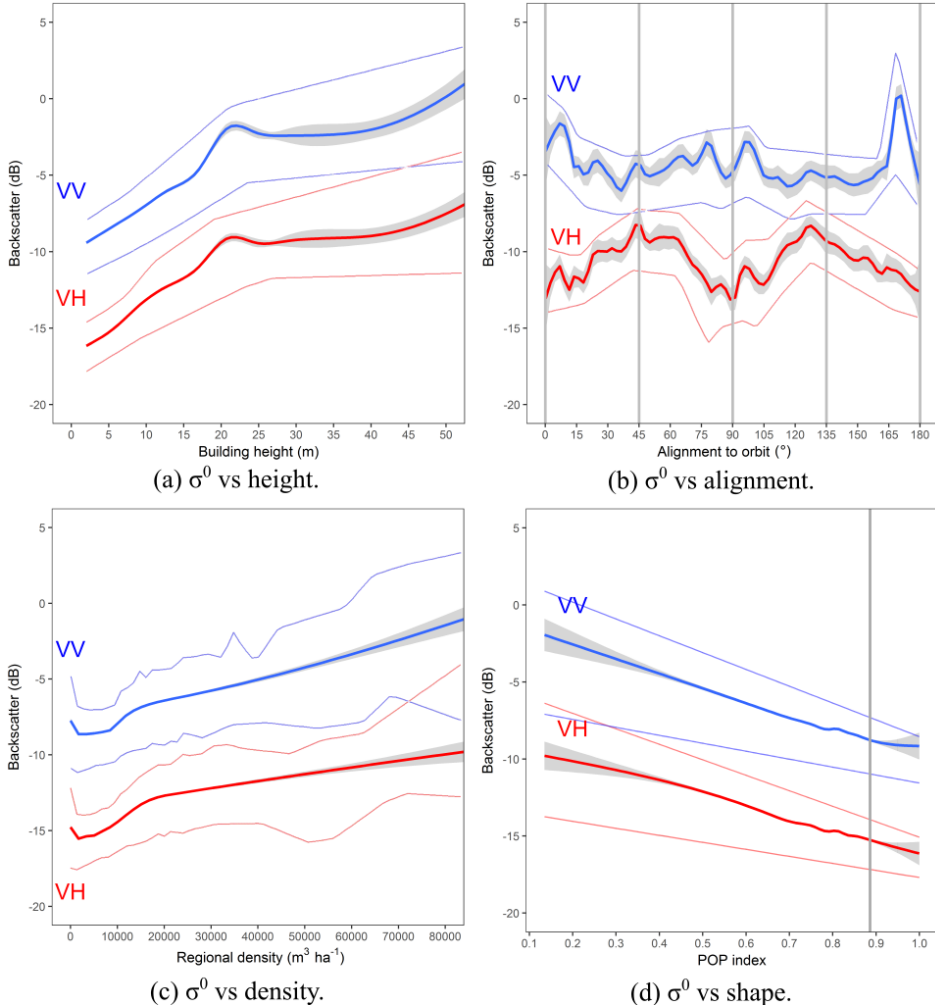 5
0
-5
-10
-15
-20
Backscatter (dB)
VV
VH
0 5 10 15 20 25 30 35 40 45 50
Building height (m)
(a) σ⁰ vs height.
5
0
-5
-10
-15
-20
Backscatter (dB)
VV
VH
0 15 30 45 60 75 90 105 120 135 150 165 180
Alignment to orbit (°)
(b) σ⁰ vs alignment.
5
0
-5
-10
-15
-20
Backscatter (dB)
VV
VH
0 10000 20000 30000 40000 50000 60000 70000 80000
Regional density (m³ ha⁻¹)
(c) σ⁰ vs density.
5
0
-5
-10
-15
-20
Backscatter (dB)
VV
VH
0.1 0.2 0.3 0.4 0.5 0.6 0.7 0.8 0.9 1.0
POP index
(d) σ⁰ vs shape.